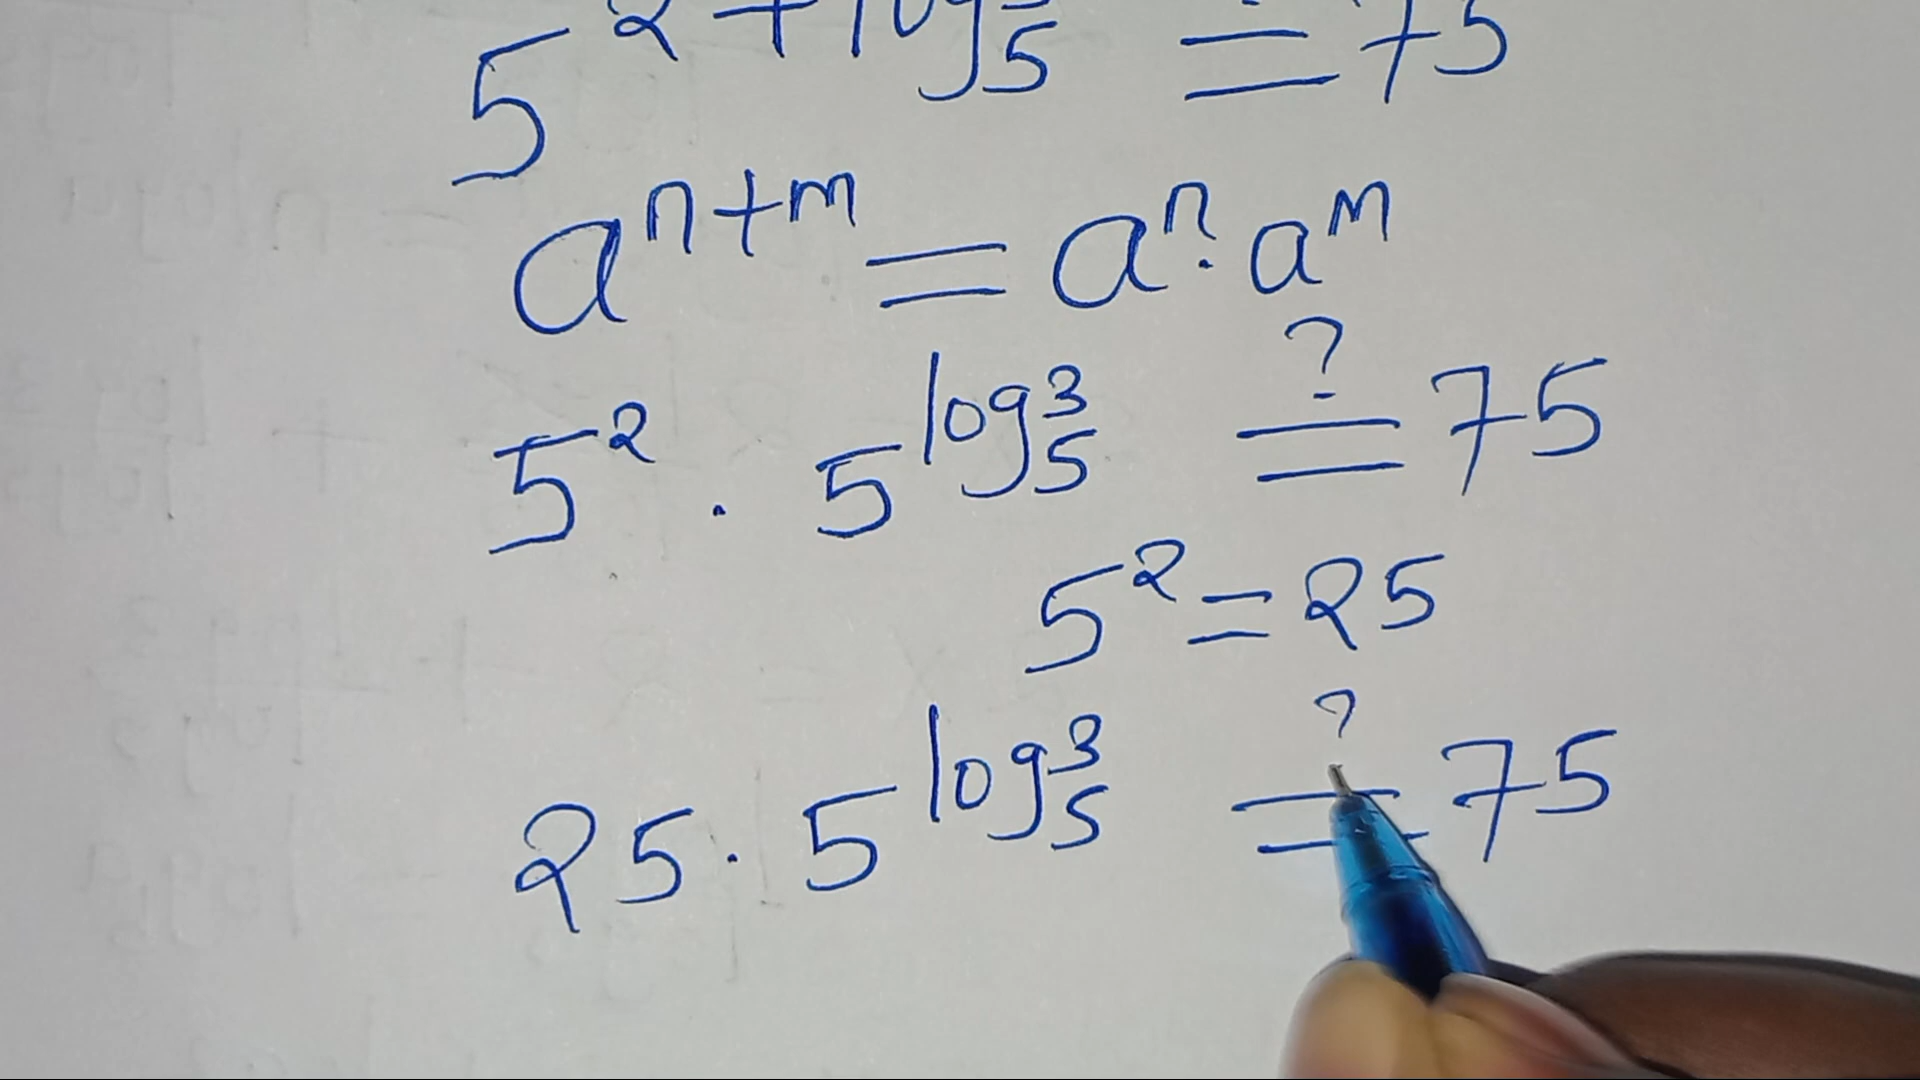 5^{2+log_5^3} ≟ 75
a^{n+m} = a^n · a^m
5^2 · 5^{log_5^3} ≟ 75
5^2 = 25
25 · 5^{log_5^3} ≟ 75